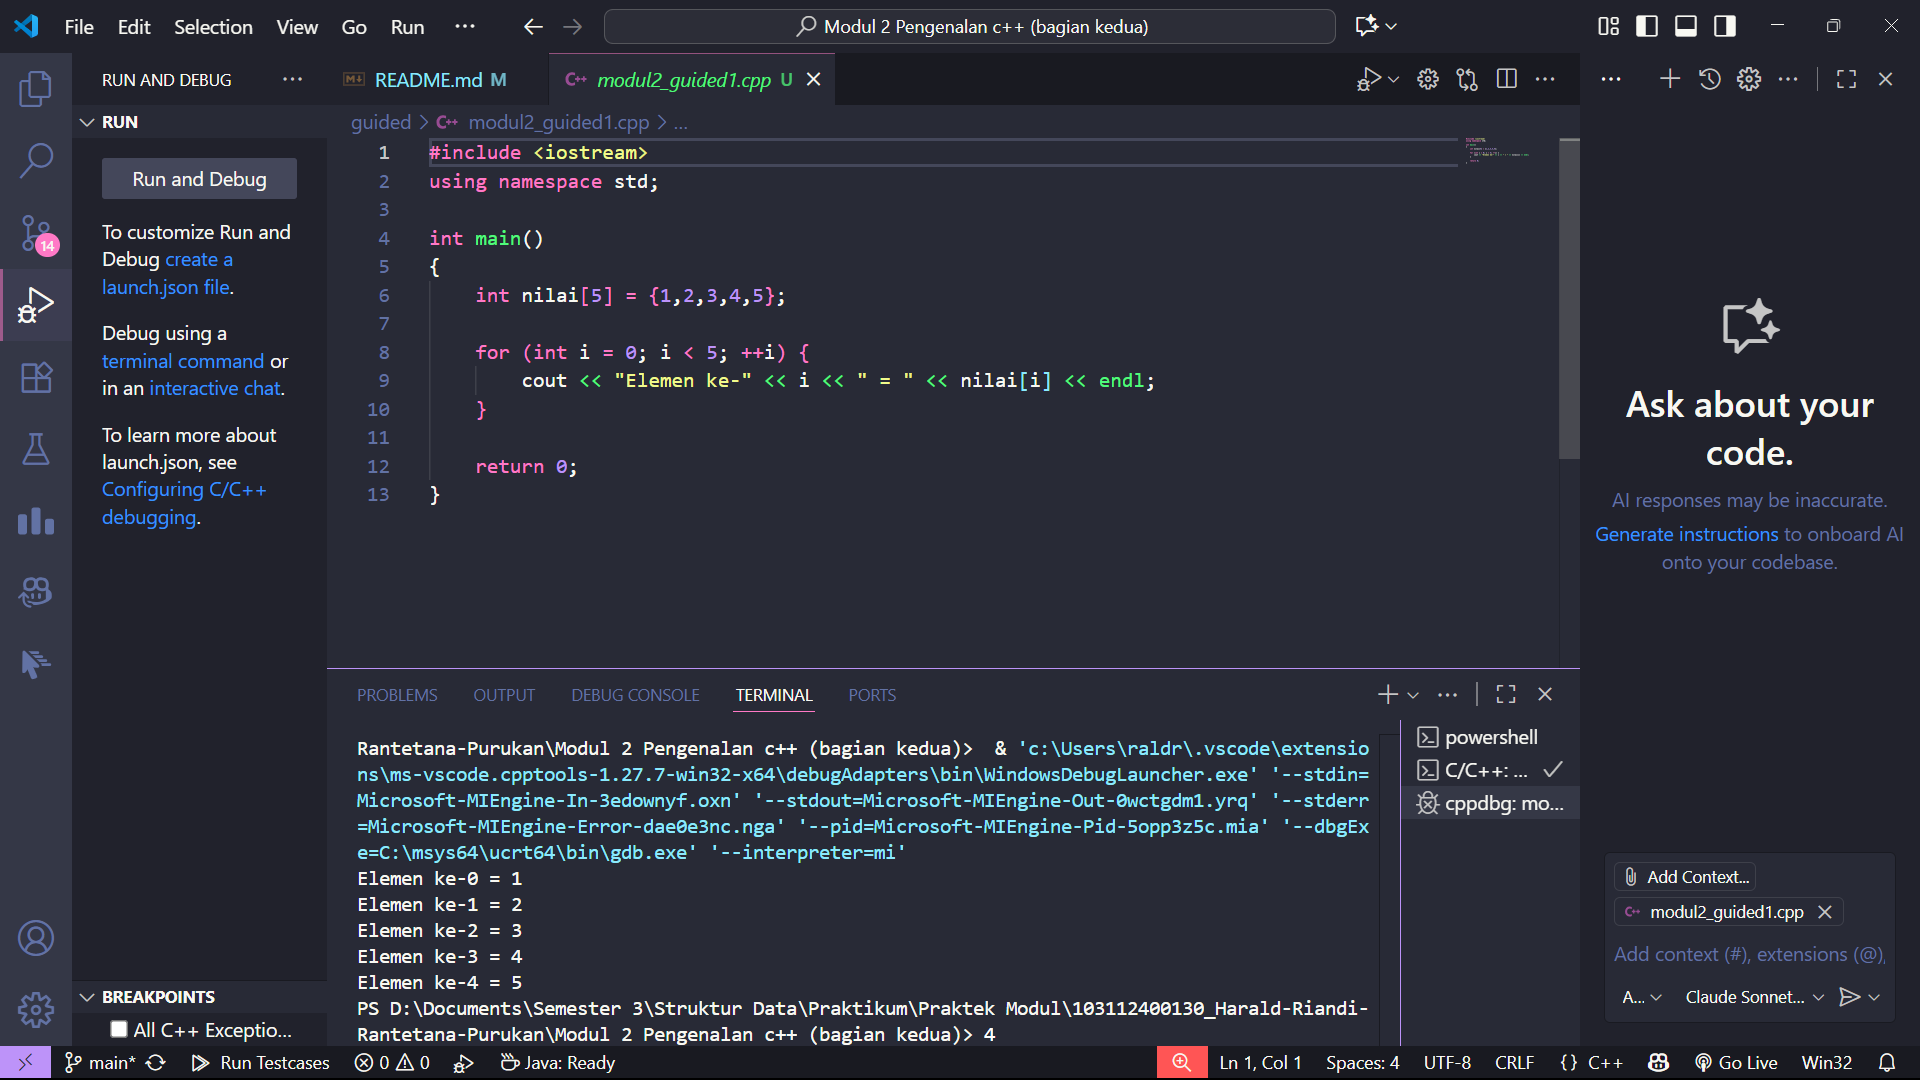 File Edit Selection View Go Run ··· Modul 2 Pengenalan c++ (bagian kedua)
RUN AND DEBUG ···
README.md M
modul2_guided1.cpp U
RUN
Run and Debug
To customize Run and
Debug create a
launch.json file.
Debug using a
terminal command or
in an interactive chat.
To learn more about
launch.json, see
Configuring C/C++
debugging.
14
BREAKPOINTS
All C++ Exceptio...
guided > C++ modul2_guided1.cpp > ...
1 #include <iostream>
2 using namespace std;
3
4 int main()
5 {
6 int nilai[5] = {1,2,3,4,5};
7
8 for (int i = 0; i < 5; ++i) {
9 cout << "Elemen ke-" << i << " = " << nilai[i] << endl;
10 }
11
12 return 0;
13 }
PROBLEMS OUTPUT DEBUG CONSOLE TERMINAL PORTS
Rantetana-Purukan\Modul 2 Pengenalan c++ (bagian kedua)> & 'c:\Users\raldr\.vscode\extensio
ns\ms-vscode.cpptools-1.27.7-win32-x64\debugAdapters\bin\WindowsDebugLauncher.exe' '--stdin=
Microsoft-MIEngine-In-3edownyf.oxn' '--stdout=Microsoft-MIEngine-Out-0wctgdm1.yrq' '--stderr
=Microsoft-MIEngine-Error-dae0e3nc.nga' '--pid=Microsoft-MIEngine-Pid-5opp3z5c.mia' '--dbgEx
e=C:\msys64\ucrt64\bin\gdb.exe' '--interpreter=mi'
Elemen ke-0 = 1
Elemen ke-1 = 2
Elemen ke-2 = 3
Elemen ke-3 = 4
Elemen ke-4 = 5
PS D:\Documents\Semester 3\Struktur Data\Praktikum\Praktek Modul\103112400130_Harald-Riandi-
Rantetana-Purukan\Modul 2 Pengenalan c++ (bagian kedua)> 4
powershell
C/C++: ...
cppdbg: mo...
Ask about your
code.
AI responses may be inaccurate.
Generate instructions to onboard AI
onto your codebase.
Add Context...
C++ modul2_guided1.cpp
Add context (#), extensions (@),
A... Claude Sonnet...
main* Run Testcases 0 0 Java: Ready Ln 1, Col 1 Spaces: 4 UTF-8 CRLF {} C++ Go Live Win32